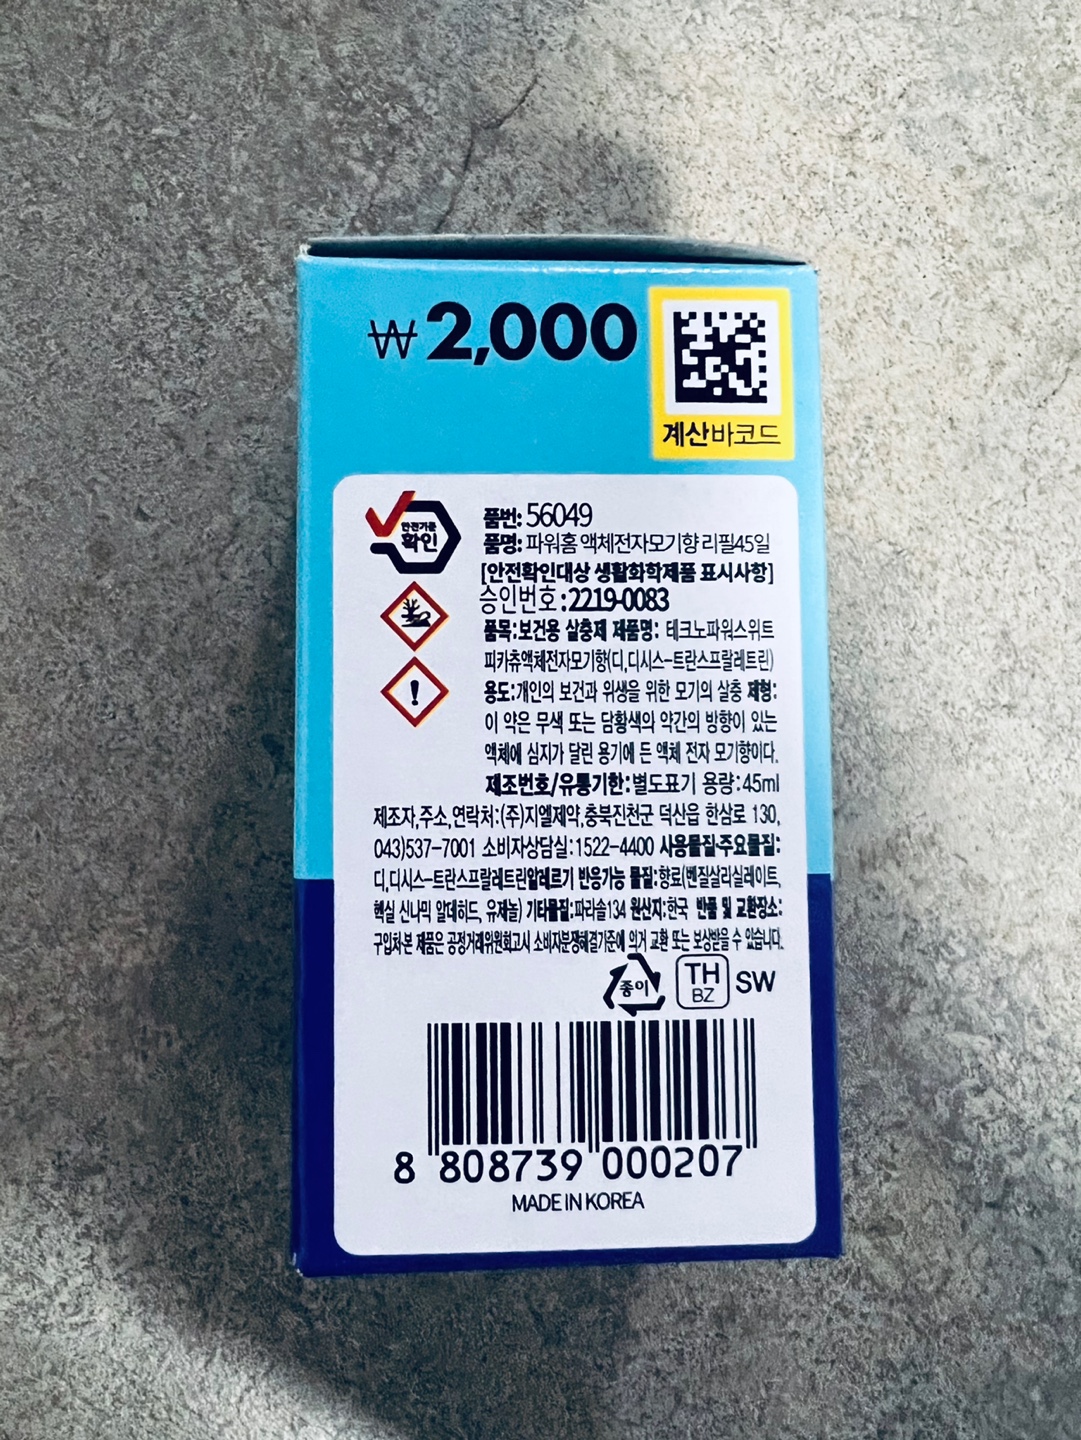 ₩2,000
계산바코드
안전기준
확인
품번: 56049
품명: 파워홈 액체전자모기향 리필45일
[안전확인대상 생활화학제품 표시사항]
승인번호:2219-0083
품목:보건용 살충제 제품명: 테크노파워스위트
피카츄액체전자모기향(디,디시스-트란스프랄레트린)
용도:개인의 보건과 위생을 위한 모기의 살충 제형:
이 약은 무색 또는 담황색의 약간의 방향이 있는
액체에 심지가 달린 용기에 든 액체 전자 모기향이다.
제조번호/유통기한:별도표기 용량:45ml
제조자,주소,연락처:(주)지엘제약,충북진천군 덕산읍 한삼로 130,
043)537-7001 소비자상담실:1522-4400 사용물질·주요물질:
디,디시스-트란스프랄레트린알레르기 반응가능 물질:향료(벤질살리실레이트,
헥실 신나믹 알데히드, 유제놀) 기타물질:파라솔134 원산지:한국 반품 및 교환장소:
구입처·본 제품은 공정거래위원회고시 소비자분쟁해결기준에 의거 교환 또는 보상받을 수 있습니다.
종이
TH
BZ
SW
8 808739 000207
MADE IN KOREA